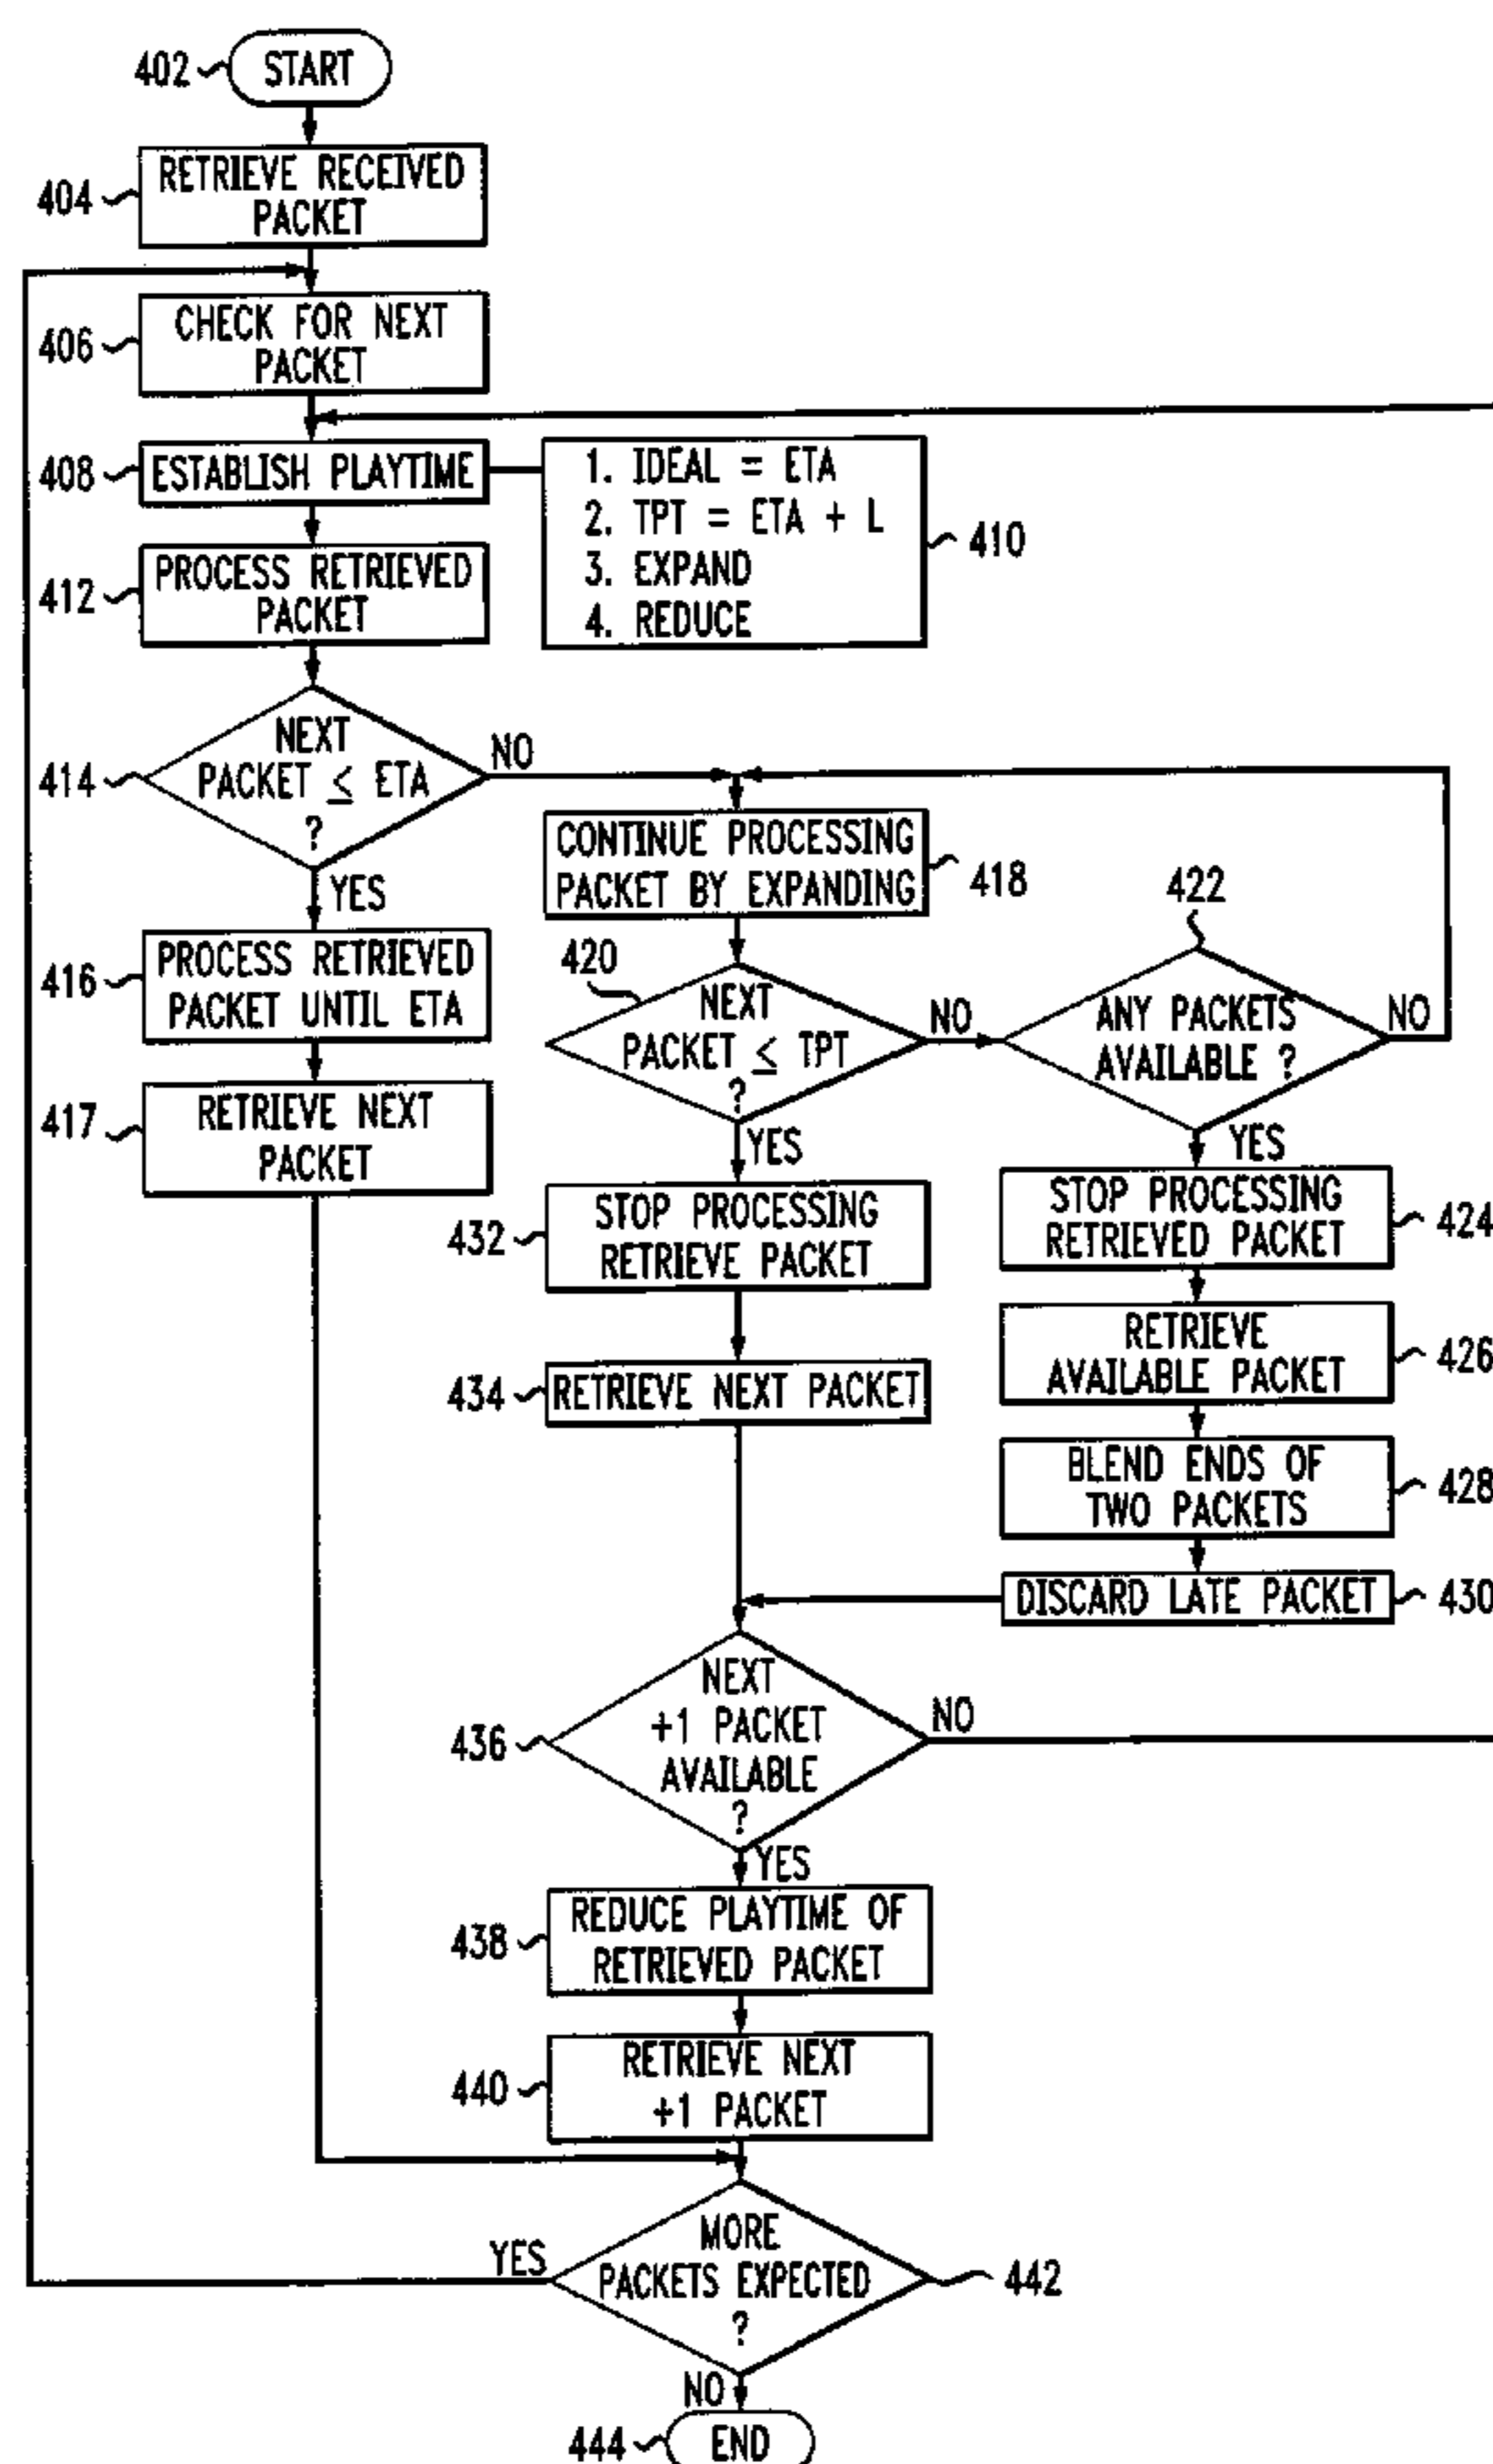 402
START
404
RETRIEVE RECEIVED
PACKET
406
CHECK FOR NEXT
PACKET
408
ESTABLISH PLAYTIME
1. IDEAL = ETA
2. TPT = ETA + L
3. EXPAND
4. REDUCE
410
412
PROCESS RETRIEVED
PACKET
414
NEXT
PACKET ≤ ETA
?
NO
YES
416
PROCESS RETRIEVED
PACKET UNTIL ETA
417
RETRIEVE NEXT
PACKET
CONTINUE PROCESSING
PACKET BY EXPANDING
418
420
NEXT
PACKET ≤ TPT
?
NO
YES
422
ANY PACKETS
AVAILABLE ?
NO
YES
432
STOP PROCESSING
RETRIEVE PACKET
434
RETRIEVE NEXT PACKET
STOP PROCESSING
RETRIEVED PACKET
424
RETRIEVE
AVAILABLE PACKET
426
BLEND ENDS OF
TWO PACKETS
428
DISCARD LATE PACKET
430
436
NEXT
+1 PACKET
AVAILABLE
?
NO
YES
438
REDUCE PLAYTIME OF
RETRIEVED PACKET
440
RETRIEVE NEXT
+1 PACKET
YES
MORE
PACKETS EXPECTED
?
442
NO
444
END